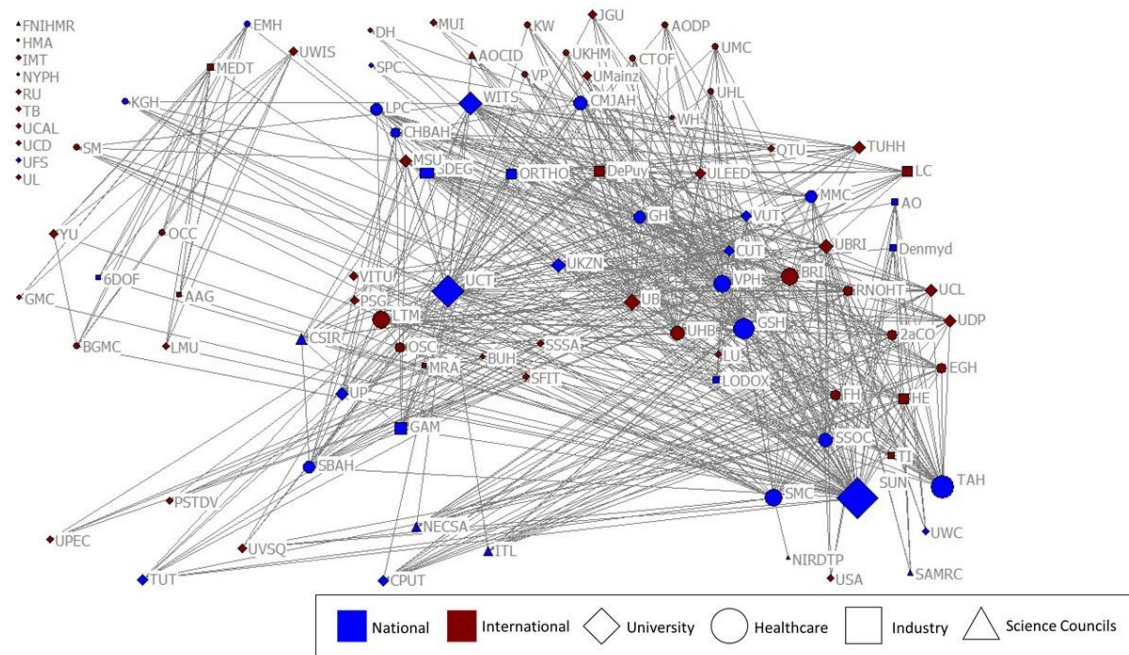 FNIHMR
HMA
IMT
NYPH
RU
TB
UCAL
UCD
UFS
UL
EMH
UWIS
MEDT
KGH
SM
DH
MUI
KW
JGU
AODP
AOCID
UKHM
CTOF
UMC
SPC
VP
UMainz
UHL
WITS
CMJAH
LPC
WH
CHBAH
MSU
SDEG
ORTHO
DePuy
ULEED
QTU
TUHH
LC
MMC
AO
GH
VUT
YU
OCC
CUT
UBRI
Denmyd
6DOF
UKZN
VITU
UCT
VPH
BRI
RNOHT
UCL
GMC
AAG
PSG
LTM
UB
GSH
UDP
CSIR
UHB
2aCO
BGMC
LMU
OSC
BUH
SSSA
LU
MRA
SFIT
LODOX
EGH
UP
FH
HE
GAM
SSOC
SBAH
TI
SUN
TAH
PSTDV
SMC
NECSA
UPEC
UVSQ
ITL
UWC
NIRDTP
TUT
CPUT
USA
SAMRC
National
International
University
Healthcare
Industry
Science Councils